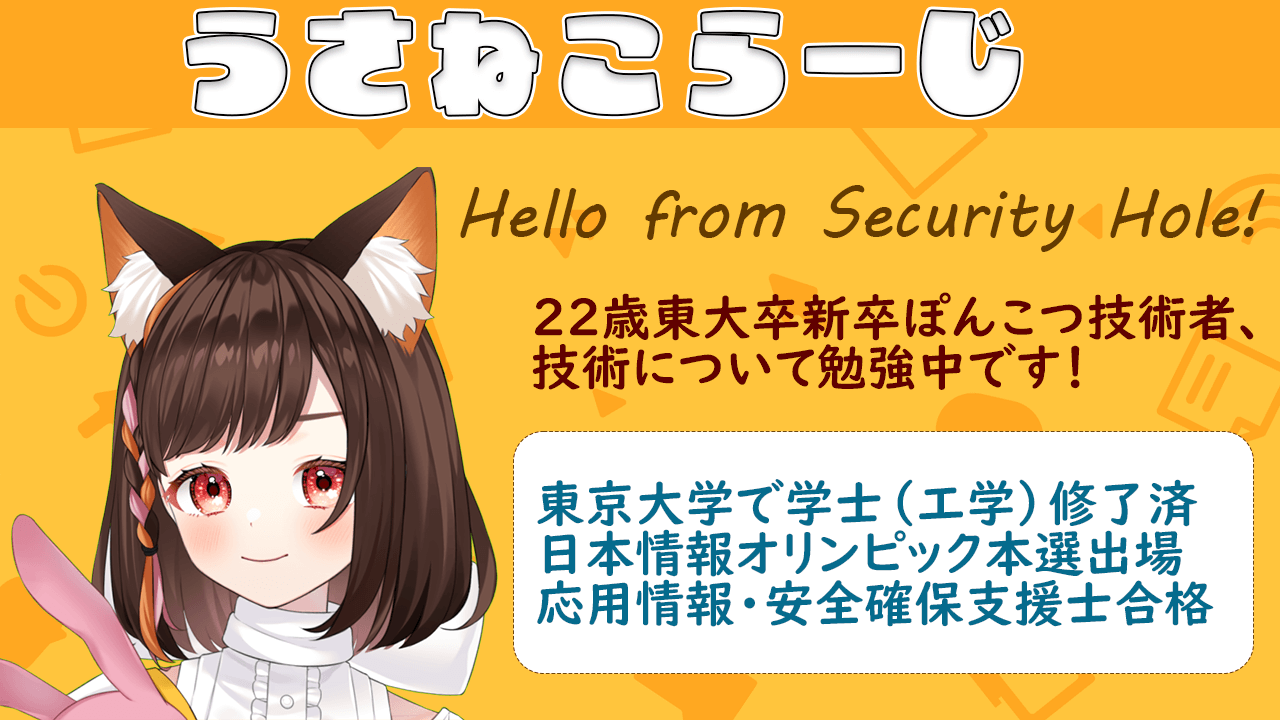 うさねこらーじ
Hello from Security Hole!
22歳東大卒新卒ぽんこつ技術者、
技術について勉強中です！
東京大学で学士（工学）修了済
日本情報オリンピック本選出場
応用情報・安全確保支援士合格